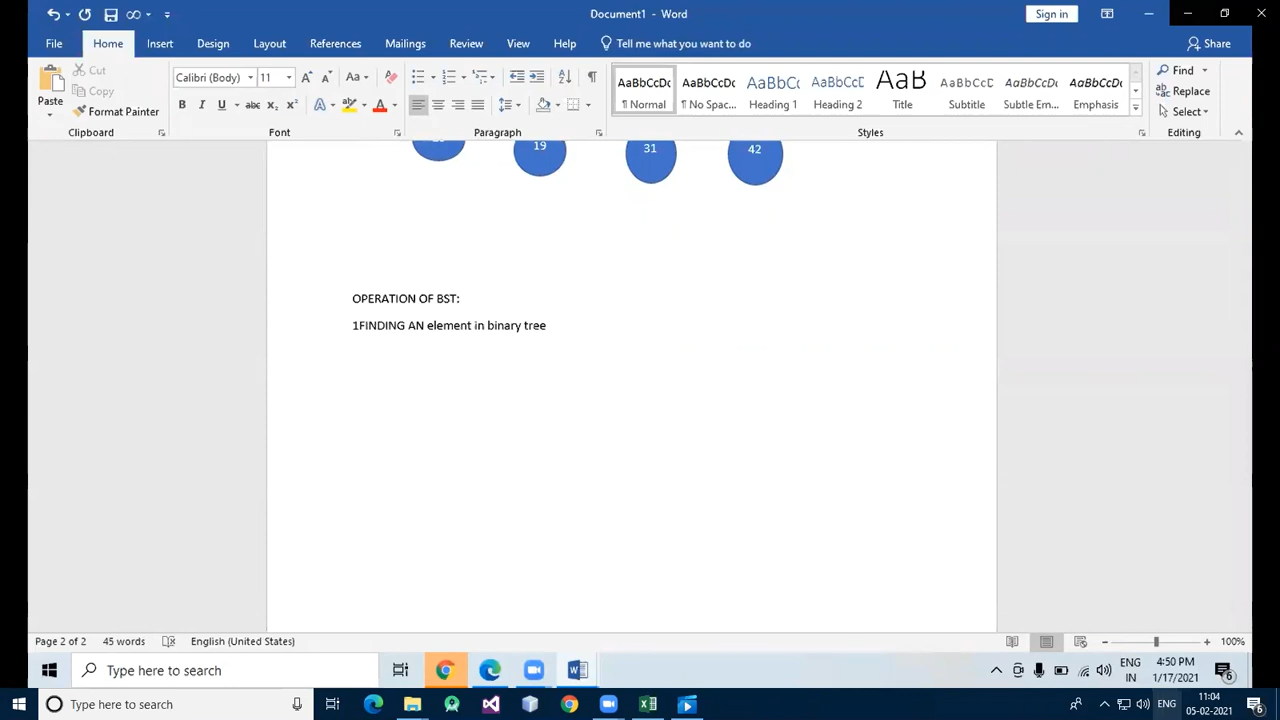 Document1 - Word
Sign in
File Home Insert Design Layout References Mailings Review View Help Tell me what you want to do Share
Paste
Cut
Copy
Format Painter
Clipboard
Calibri (Body) 11
Font
Paragraph
AaBbCcDc AaBbCcDc AaBbC( AaBbCcE AaB AaBbCcD AaBbCcDt AaBbCcDt
¶ Normal ¶ No Spac... Heading 1 Heading 2 Title Subtitle Subtle Em... Emphasis
Styles
Find
Replace
Select
Editing
19 31 42
OPERATION OF BST:
1FINDING AN element in binary tree
Page 2 of 2 45 words English (United States) 100%
Type here to search
ENG
IN
4:50 PM
1/17/2021
6
Type here to search
ENG
11:04
05-02-2021
6